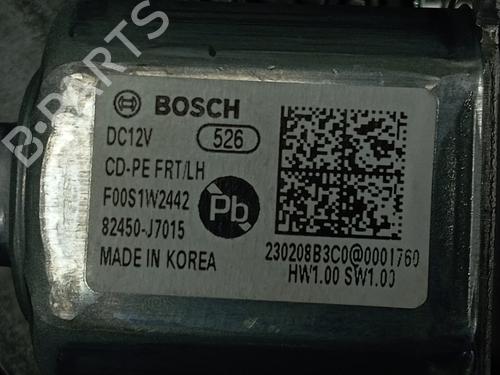 B-PARTS
BOSCH
DC12V 526
CD-PE FRT/LH
F00S1W2442
82450-J7015
Pb
MADE IN KOREA
230208B3C0@0001760
HW1.00 SW1.00